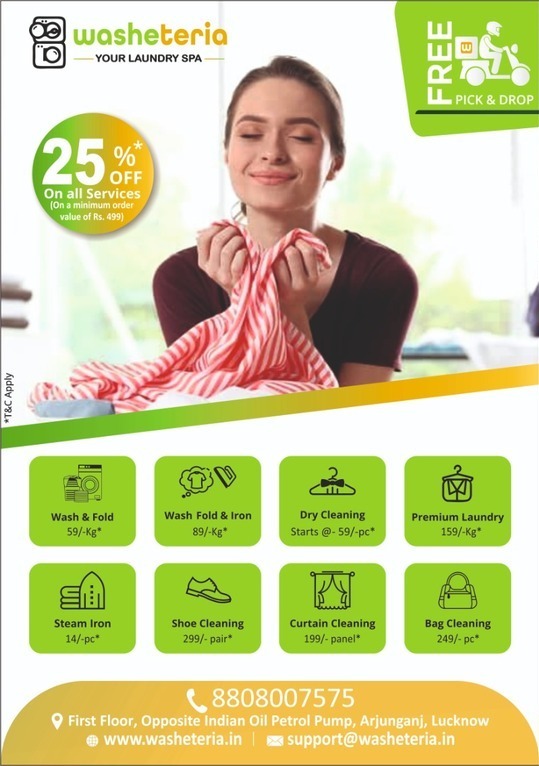 washeteria
YOUR LAUNDRY SPA
FREE
W
PICK & DROP
25%*
OFF
On all Services
(On a minimum order
value of Rs. 499)
*T&C Apply
Wash & Fold
59/-Kg*
Wash Fold & Iron
89/-Kg*
Dry Cleaning
Starts @- 59/-pc*
Premium Laundry
159/-Kg*
Steam Iron
14/-pc*
Shoe Cleaning
299/- pair*
Curtain Cleaning
199/- panel*
Bag Cleaning
249/- pc*
8808007575
First Floor, Opposite Indian Oil Petrol Pump, Arjunganj, Lucknow
www.washeteria.in | support@washeteria.in